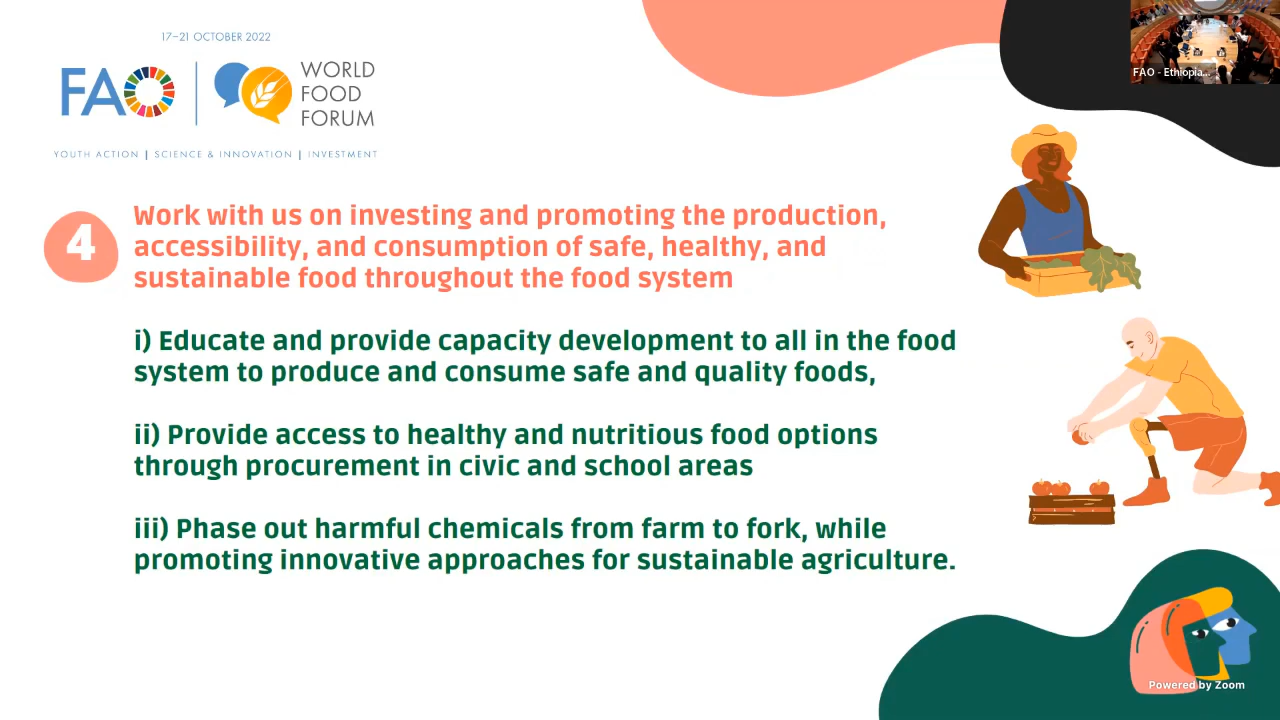 17–21 OCTOBER 2022
FAO
WORLD
FOOD
FORUM
YOUTH ACTION | SCIENCE & INNOVATION | INVESTMENT
FAO - Ethiopia...
4
Work with us on investing and promoting the production,
accessibility, and consumption of safe, healthy, and
sustainable food throughout the food system
i) Educate and provide capacity development to all in the food
system to produce and consume safe and quality foods,
ii) Provide access to healthy and nutritious food options
through procurement in civic and school areas
iii) Phase out harmful chemicals from farm to fork, while
promoting innovative approaches for sustainable agriculture.
Powered by Zoom